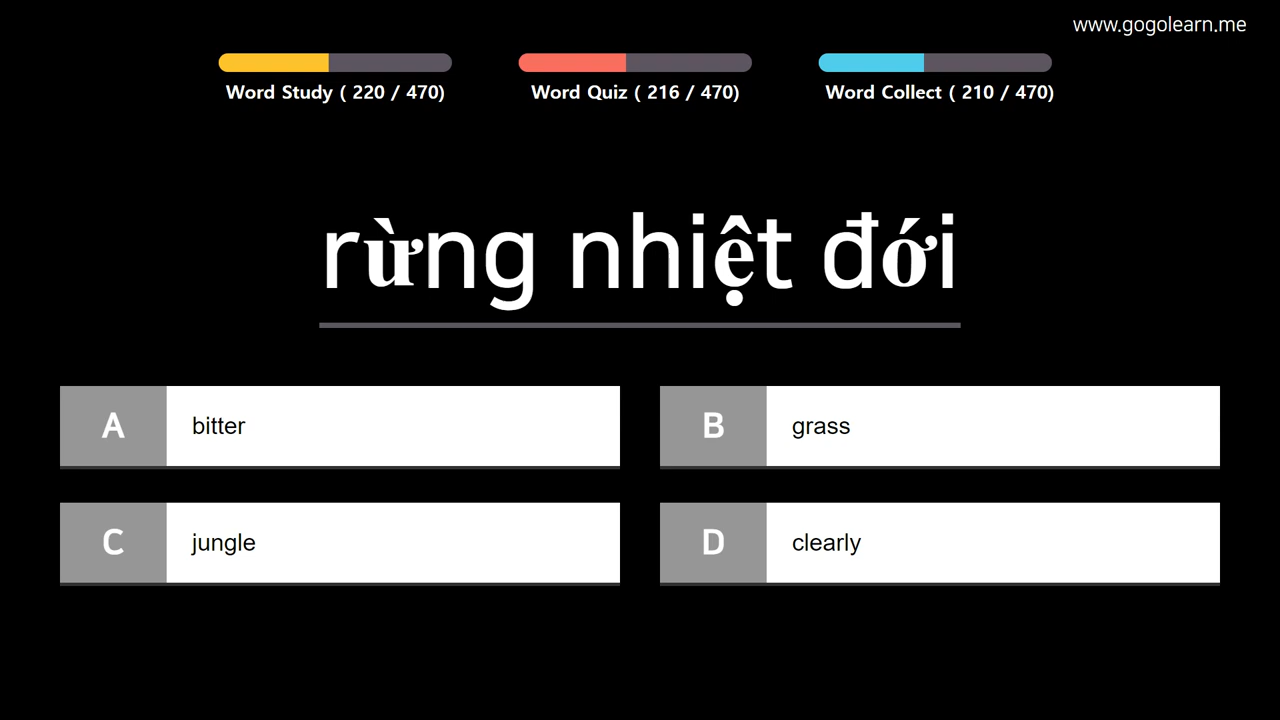 www.gogolearn.me
Word Study ( 220 / 470)
Word Quiz ( 216 / 470)
Word Collect ( 210 / 470)
rừng nhiệt đới
A bitter
B grass
C jungle
D clearly